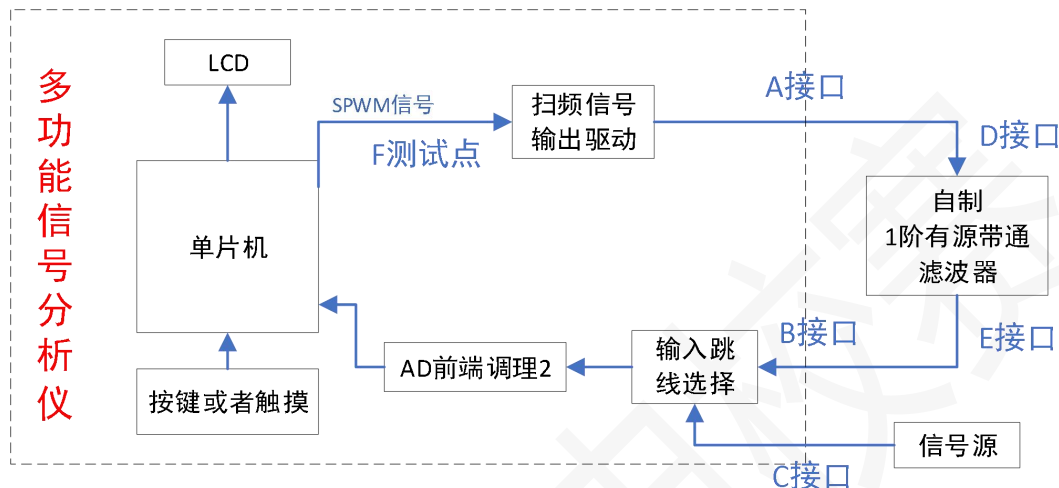 多功能信号分析仪
LCD
SPWM信号
F测试点
扫频信号
输出驱动
A接口
D接口
单片机
自制
1阶有源带通
滤波器
B接口
E接口
AD前端调理2
输入跳
线选择
按键或者触摸
信号源
C接口